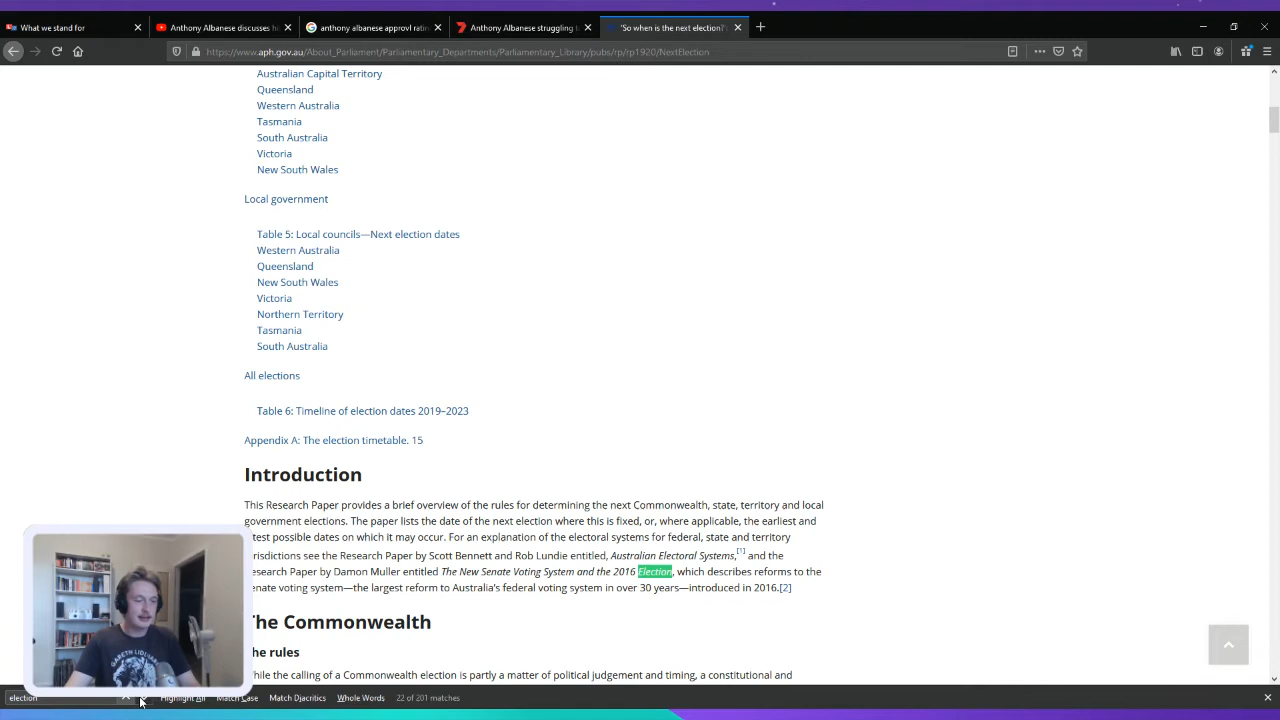 What we stand for
Anthony Albanese discusses hi
anthony albanese approvl ratin
Anthony Albanese struggling t
'So when is the next election?'
https://www.aph.gov.au/About_Parliament/Parliamentary_Departments/Parliamentary_Library/pubs/rp/rp1920/NextElection
Australian Capital Territory
Queensland
Western Australia
Tasmania
South Australia
Victoria
New South Wales
Local government
Table 5: Local councils—Next election dates
Western Australia
Queensland
New South Wales
Victoria
Northern Territory
Tasmania
South Australia
All elections
Table 6: Timeline of election dates 2019–2023
Appendix A: The election timetable. 15
Introduction
This Research Paper provides a brief overview of the rules for determining the next Commonwealth, state, territory and local
government elections. The paper lists the date of the next election where this is fixed, or, where applicable, the earliest and
test possible dates on which it may occur. For an explanation of the electoral systems for federal, state and territory
urisdictions see the Research Paper by Scott Bennett and Rob Lundie entitled, Australian Electoral Systems,[1] and the
esearch Paper by Damon Muller entitled The New Senate Voting System and the 2016 Election, which describes reforms to the
enate voting system—the largest reform to Australia's federal voting system in over 30 years—introduced in 2016.[2]
The Commonwealth
he rules
While the calling of a Commonwealth election is partly a matter of political judgement and timing, a constitutional and
election
Highlight All
Match Case
Match Diacritics
Whole Words
22 of 201 matches